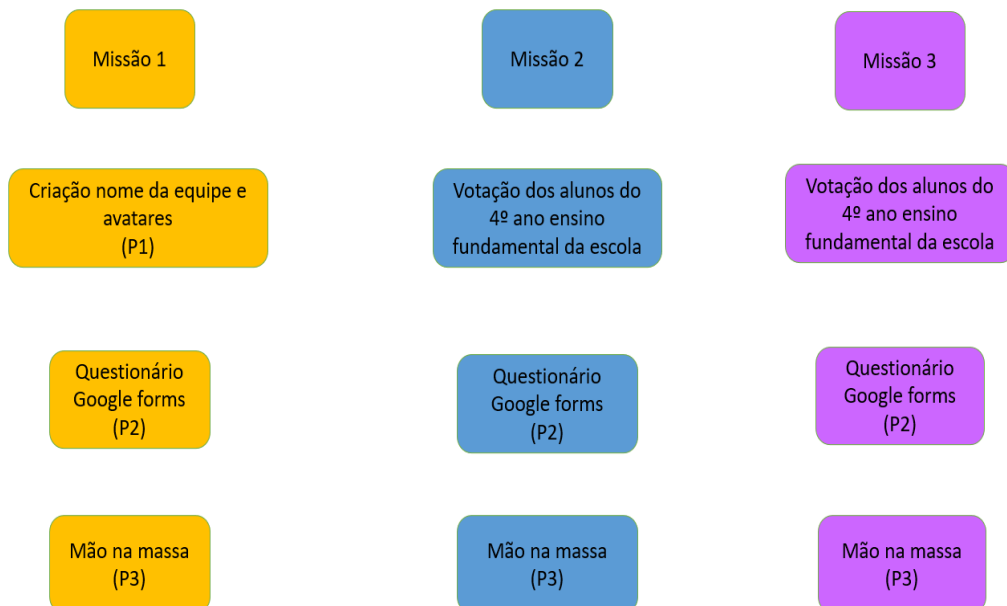 Missão 1
Missão 2
Missão 3
Criação nome da equipe e
avatares
(P1)
Votação dos alunos do
4º ano ensino
fundamental da escola
Votação dos alunos do
4º ano ensino
fundamental da escola
Questionário
Google forms
(P2)
Questionário
Google forms
(P2)
Questionário
Google forms
(P2)
Mão na massa
(P3)
Mão na massa
(P3)
Mão na massa
(P3)